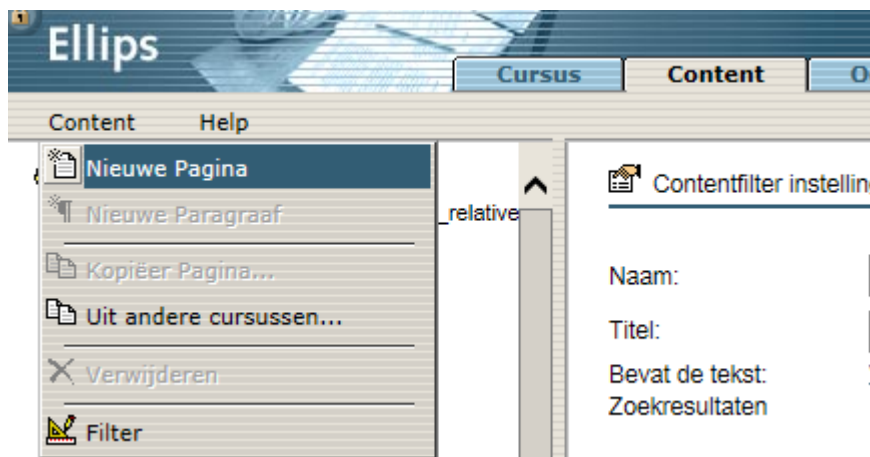 Ellips
Cursus Content
Content Help
Nieuwe Pagina
Nieuwe Paragraaf
_relative
Kopiëer Pagina...
Uit andere cursussen...
Verwijderen
Filter
Contentfilter instellin
Naam:
Titel:
Bevat de tekst:
Zoekresultaten